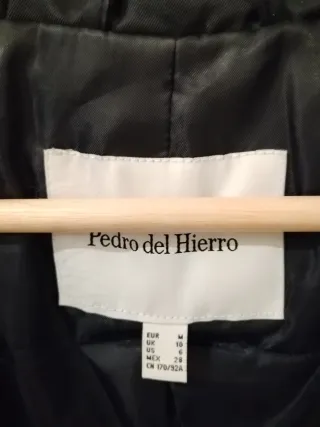 Pedro del Hierro
EUR M
UK 10
US 6
MEX 28
CN 170/92A